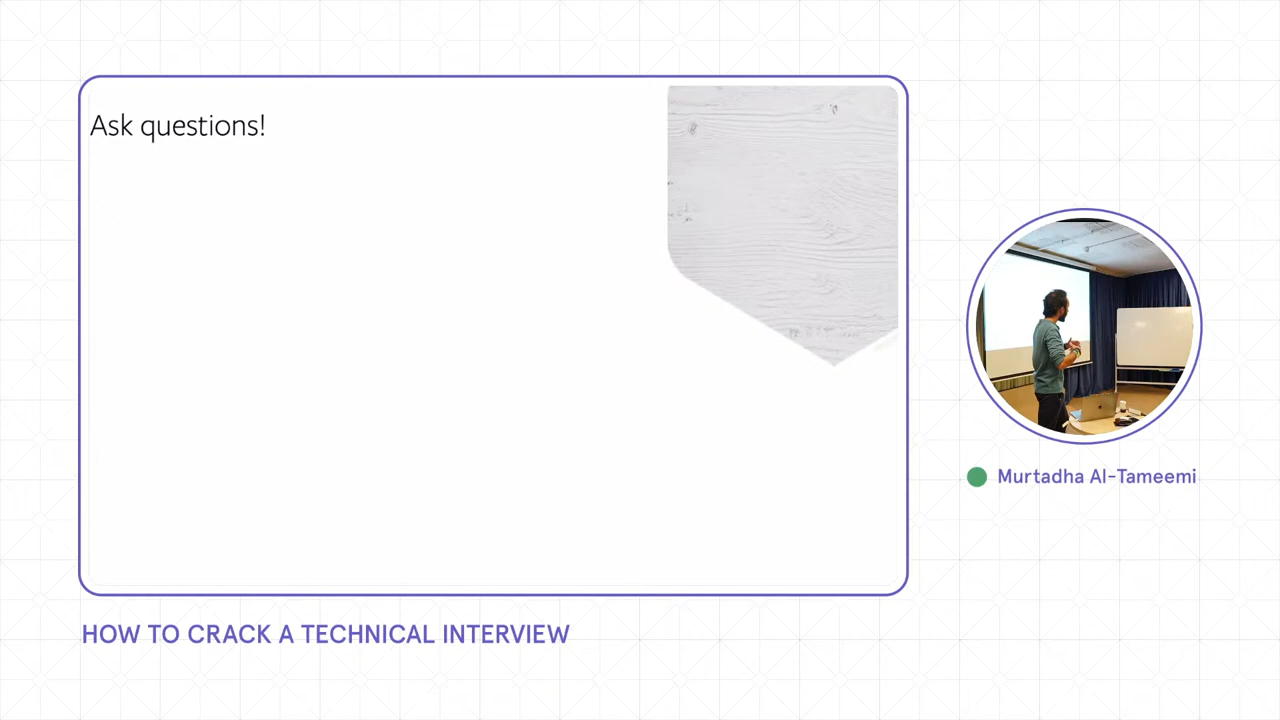 Ask questions!
Murtadha Al-Tameemi
HOW TO CRACK A TECHNICAL INTERVIEW